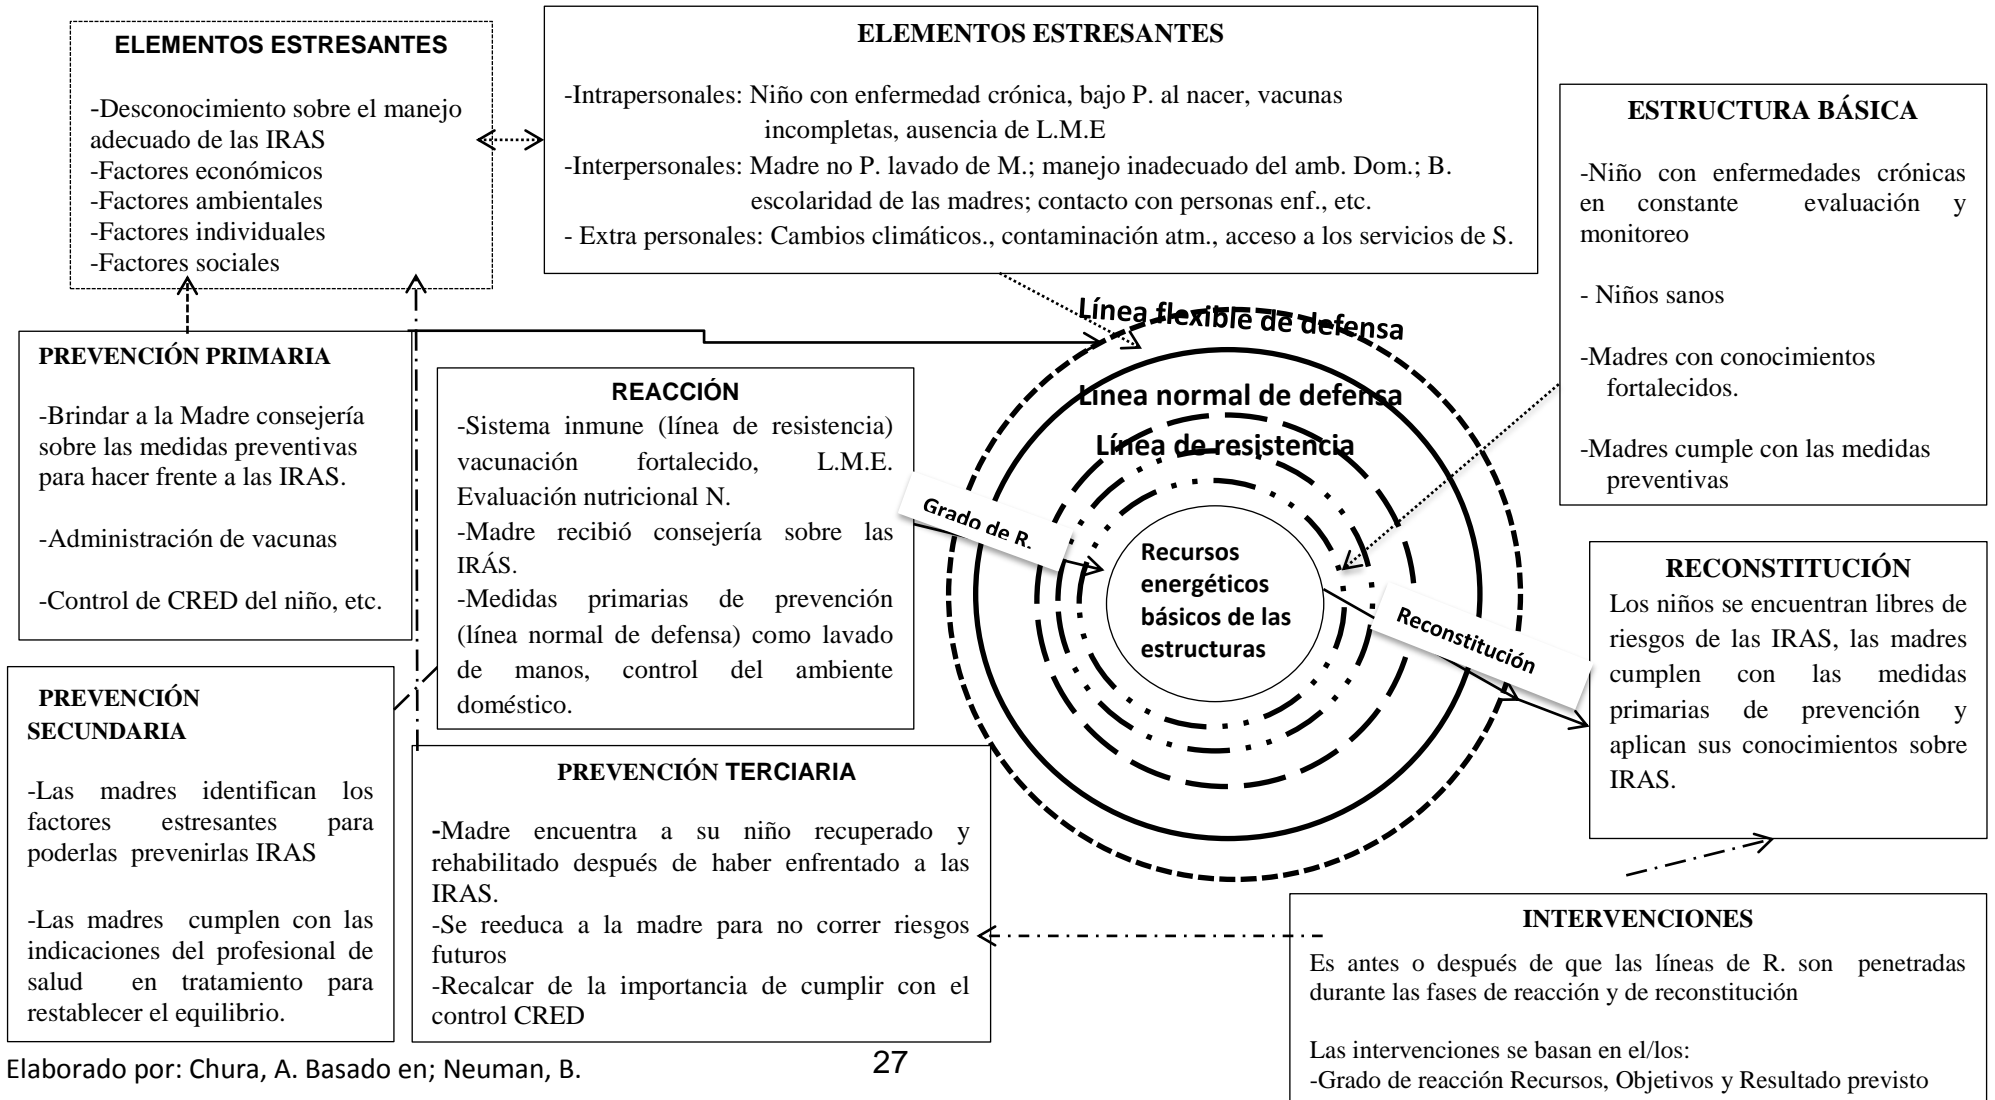 ELEMENTOS ESTRESANTES
-Desconocimiento sobre el manejo
adecuado de las IRAS
-Factores económicos
-Factores ambientales
-Factores individuales
-Factores sociales
ELEMENTOS ESTRESANTES
-Intrapersonales: Niño con enfermedad crónica, bajo P. al nacer, vacunas
incompletas, ausencia de L.M.E
-Interpersonales: Madre no P. lavado de M.; manejo inadecuado del amb. Dom.; B.
escolaridad de las madres; contacto con personas enf., etc.
- Extra personales: Cambios climáticos., contaminación atm., acceso a los servicios de S.
ESTRUCTURA BÁSICA
-Niño con enfermedades crónicas
en constante evaluación y
monitoreo
- Niños sanos
-Madres con conocimientos
fortalecidos.
-Madres cumple con las medidas
preventivas
PREVENCIÓN PRIMARIA
-Brindar a la Madre consejería
sobre las medidas preventivas
para hacer frente a las IRAS.
-Administración de vacunas
-Control de CRED del niño, etc.
REACCIÓN
-Sistema inmune (línea de resistencia)
vacunación fortalecido, L.M.E.
Evaluación nutricional N.
-Madre recibió consejería sobre las
IRÁS.
-Medidas primarias de prevención
(línea normal de defensa) como lavado
de manos, control del ambiente
doméstico.
Línea flexible de defensa
Línea normal de defensa
Línea de resistencia
Grado de R.
Recursos
energéticos
básicos de las
estructuras
Reconstitución
RECONSTITUCIÓN
Los niños se encuentran libres de
riesgos de las IRAS, las madres
cumplen con las medidas
primarias de prevención y
aplican sus conocimientos sobre
IRAS.
PREVENCIÓN
SECUNDARIA
-Las madres identifican los
factores estresantes para
poderlas prevenirlas IRAS
-Las madres cumplen con las
indicaciones del profesional de
salud en tratamiento para
restablecer el equilibrio.
PREVENCIÓN TERCIARIA
-Madre encuentra a su niño recuperado y
rehabilitado después de haber enfrentado a las
IRAS.
-Se reeduca a la madre para no correr riesgos
futuros
-Recalcar de la importancia de cumplir con el
control CRED
INTERVENCIONES
Es antes o después de que las líneas de R. son penetradas
durante las fases de reacción y de reconstitución
Las intervenciones se basan en el/los:
-Grado de reacción Recursos, Objetivos y Resultado previsto
Elaborado por: Chura, A. Basado en; Neuman, B.
27